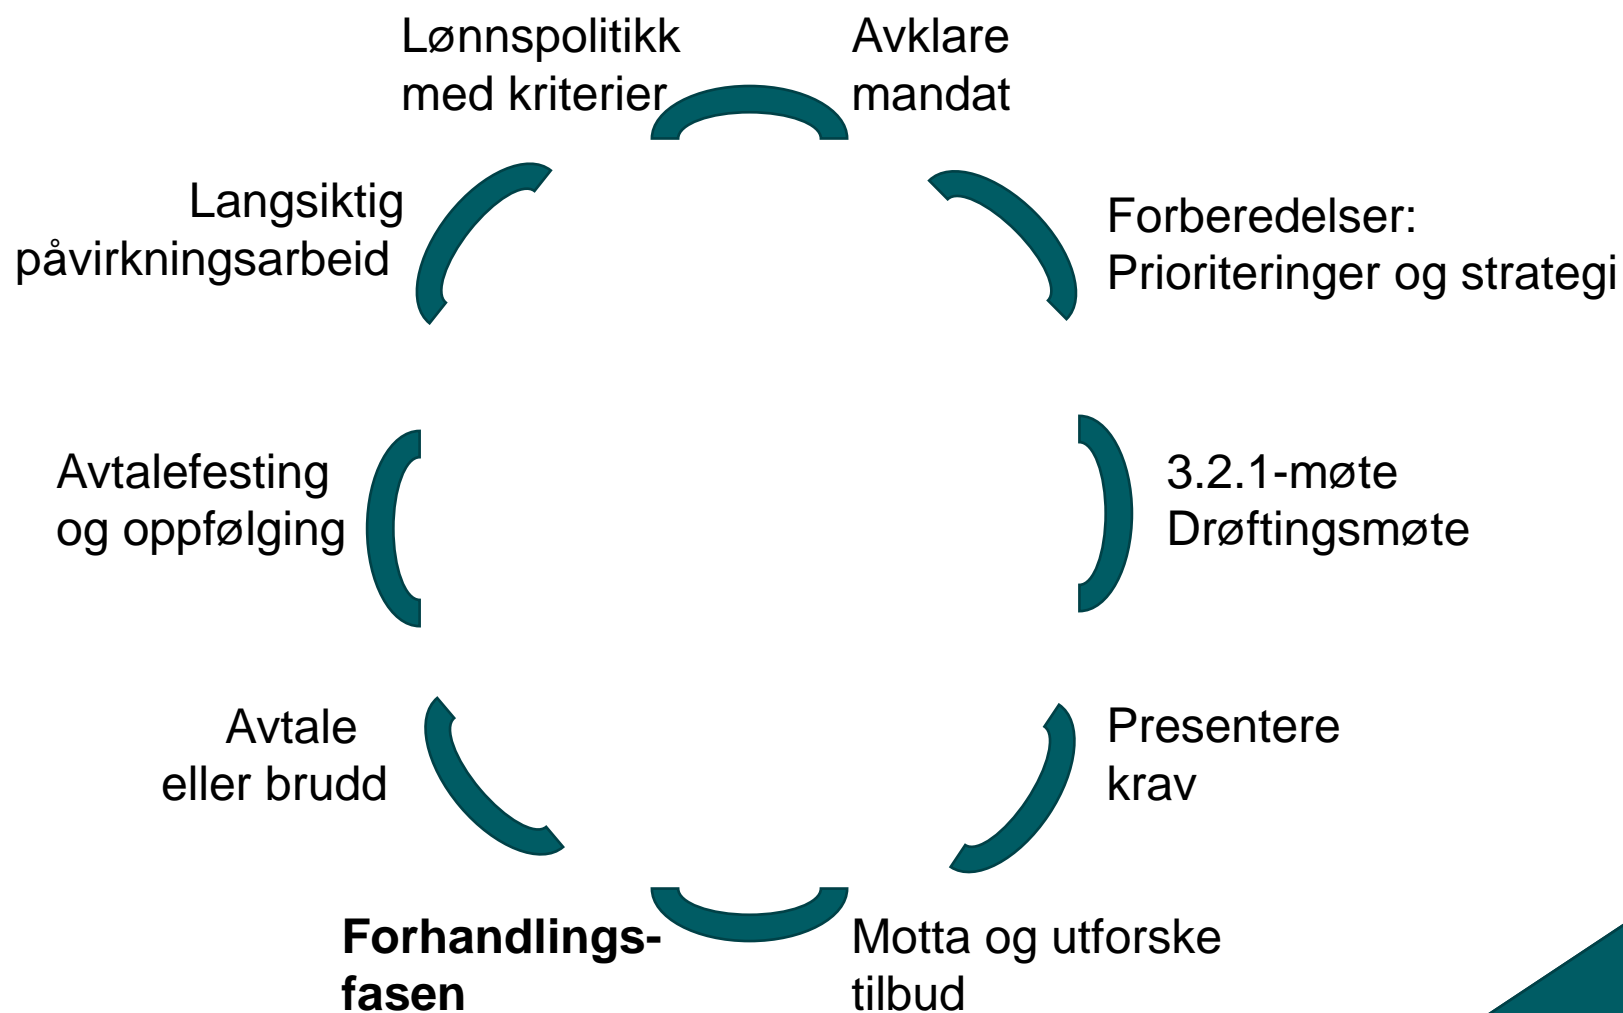 Lønnspolitikk
med kriterier
Avklare
mandat
Forberedelser:
Prioriteringer og strategi
3.2.1-møte
Drøftingsmøte
Presentere
krav
Motta og utforske
tilbud
Forhandlings-
fasen
Avtale
eller brudd
Avtalefesting
og oppfølging
Langsiktig
påvirkningsarbeid